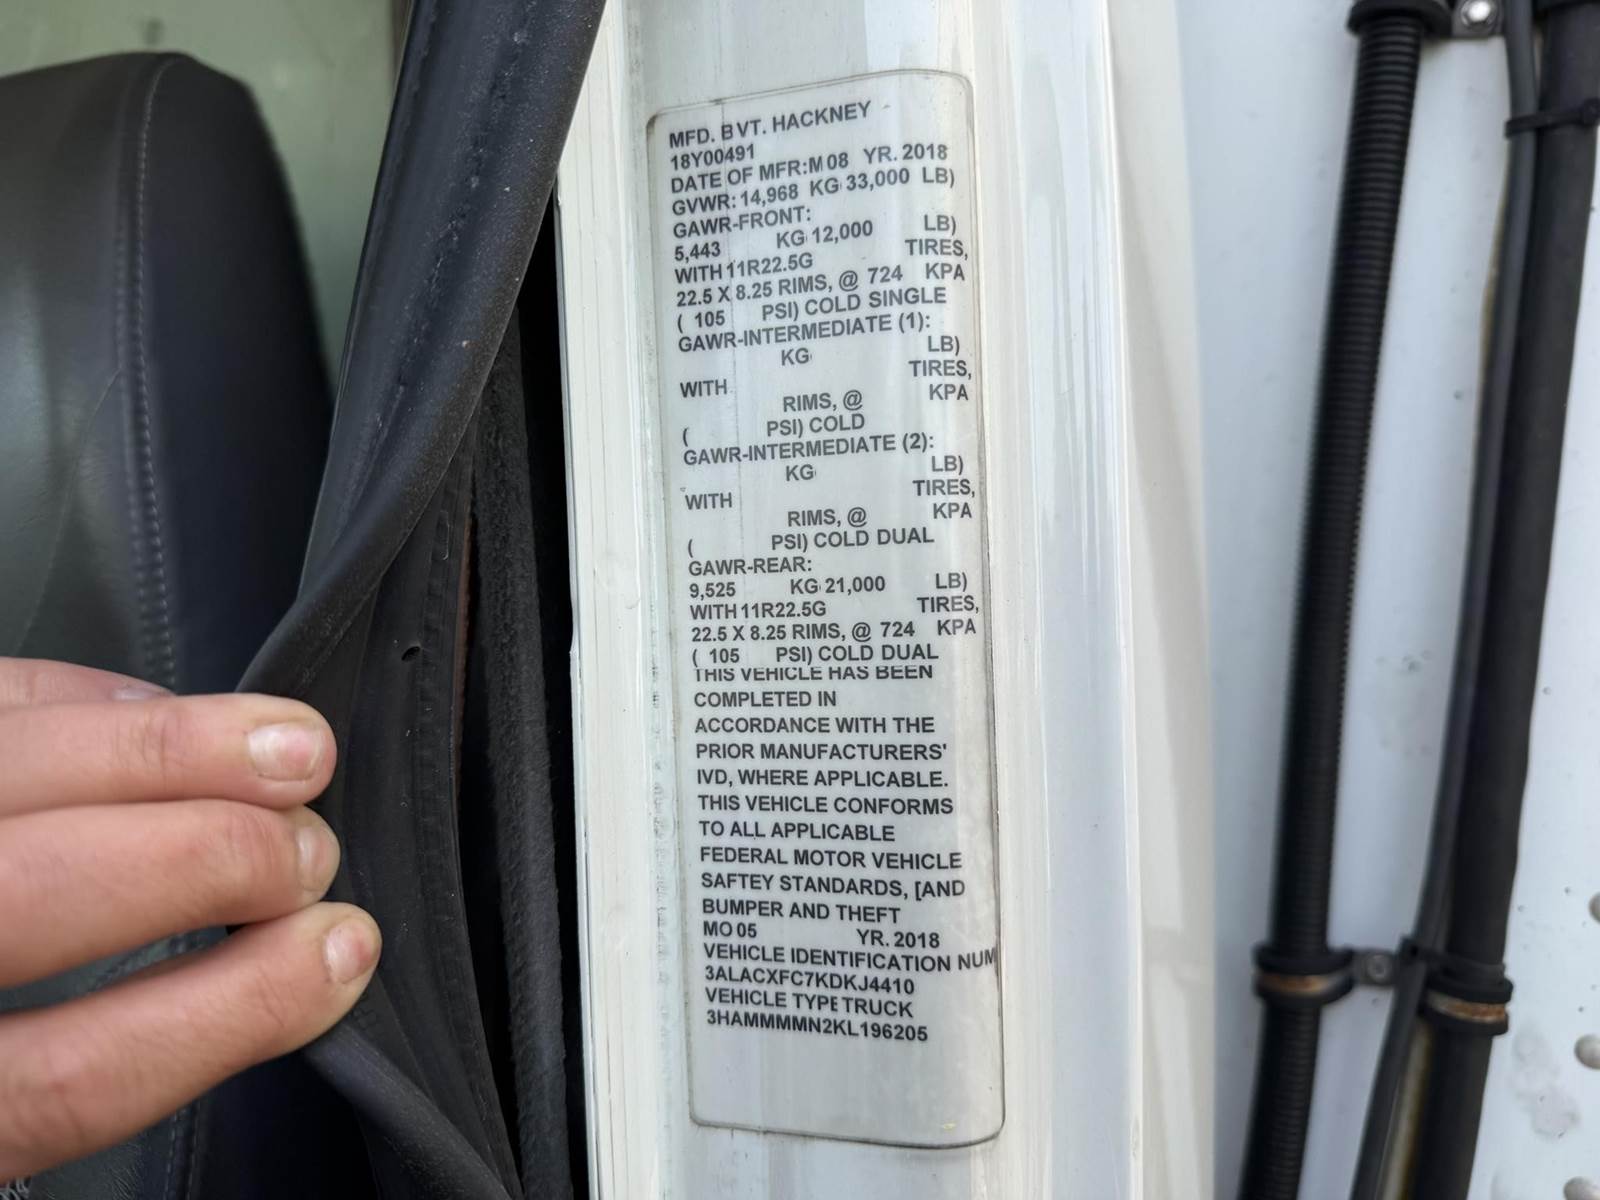 MFD. BVT. HACKNEY
18Y00491
DATE OF MFR:M 08 YR. 2018
GVWR: 14,968 KG 33,000 LB)
GAWR-FRONT:
5,443 KG 12,000 LB)
WITH 11R22.5G TIRES,
22.5 X 8.25 RIMS, @ 724 KPA
( 105 PSI) COLD SINGLE
GAWR-INTERMEDIATE (1):
KG LB)
WITH TIRES,
RIMS, @ KPA
( PSI) COLD
GAWR-INTERMEDIATE (2):
KG LB)
WITH TIRES,
RIMS, @ KPA
( PSI) COLD DUAL
GAWR-REAR:
9,525 KG 21,000 LB)
WITH 11R22.5G TIRES,
22.5 X 8.25 RIMS, @ 724 KPA
( 105 PSI) COLD DUAL
THIS VEHICLE HAS BEEN
COMPLETED IN
ACCORDANCE WITH THE
PRIOR MANUFACTURERS'
IVD, WHERE APPLICABLE.
THIS VEHICLE CONFORMS
TO ALL APPLICABLE
FEDERAL MOTOR VEHICLE
SAFTEY STANDARDS, [AND
BUMPER AND THEFT
MO 05 YR. 2018
VEHICLE IDENTIFICATION NUM
3ALACXFC7KDKJ4410
VEHICLE TYPE TRUCK
3HAMMMMN2KL196205